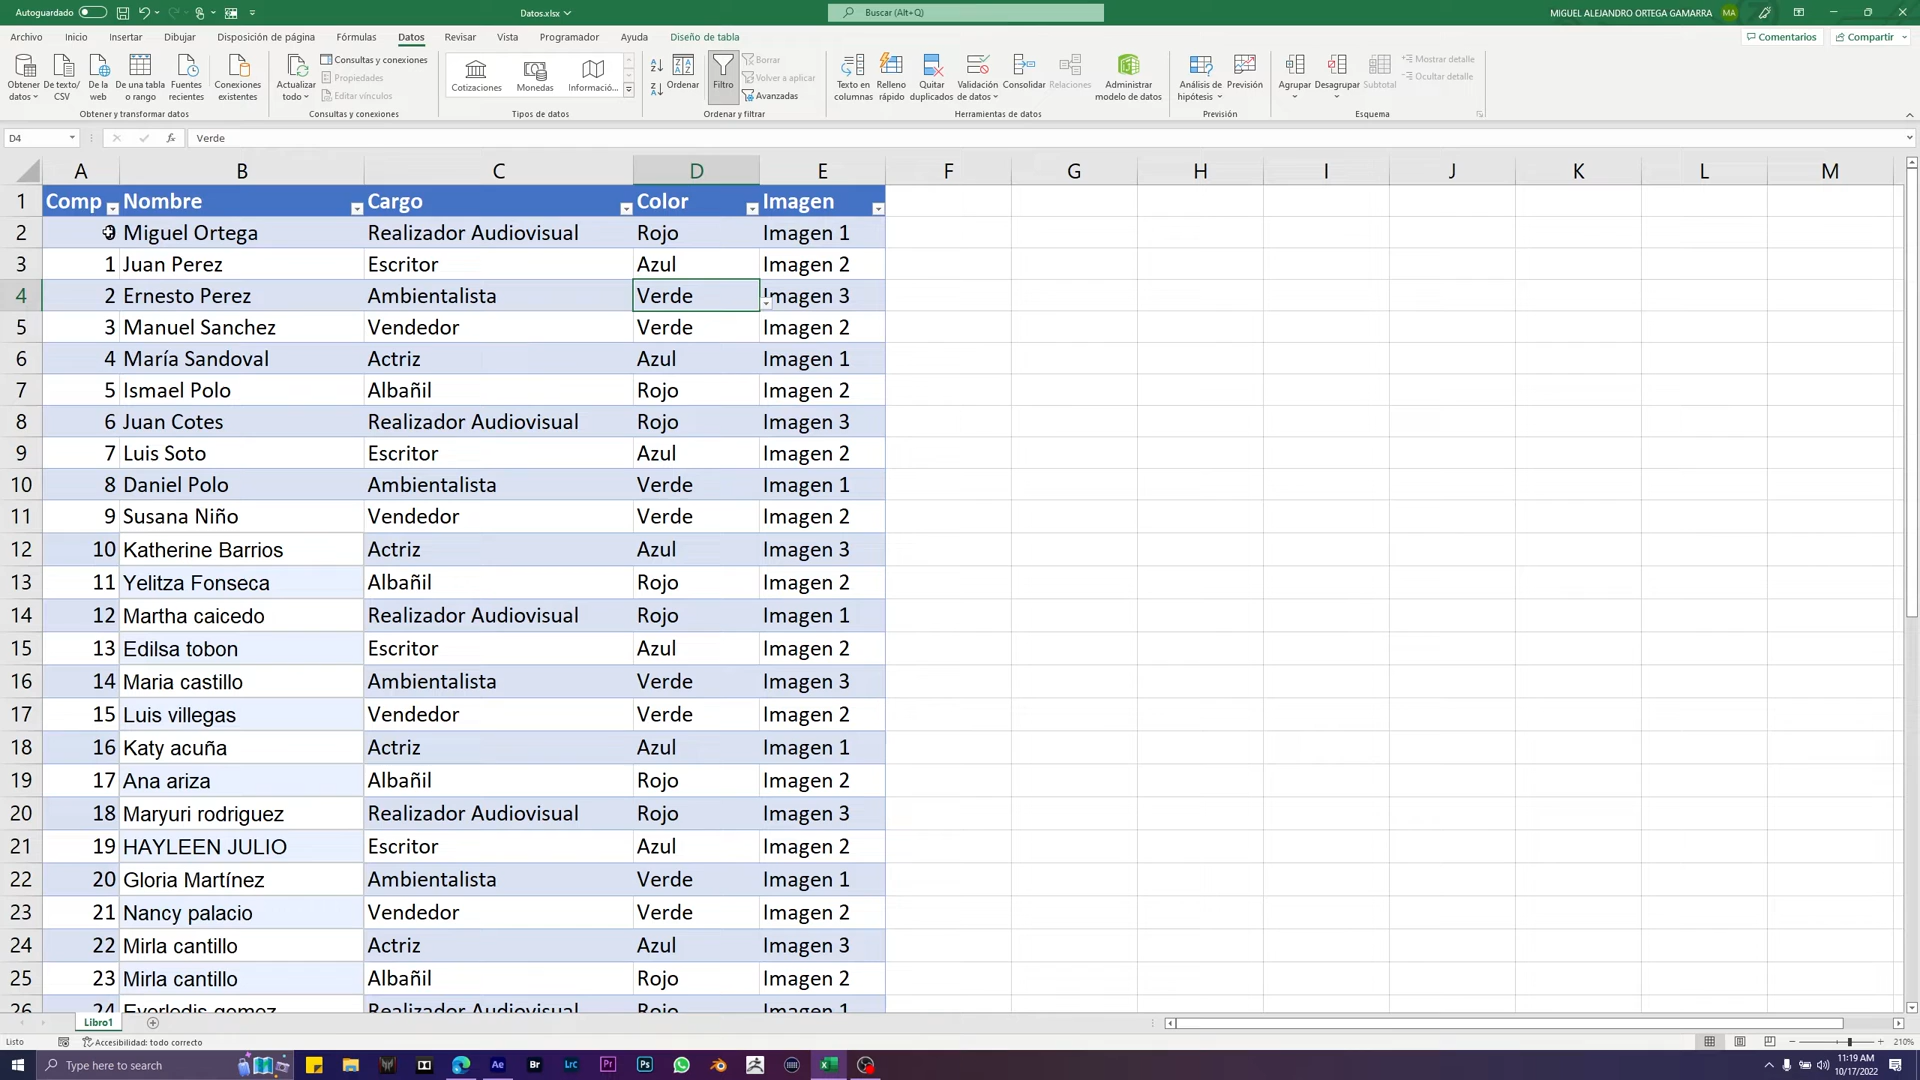 Autoguardado
Datos.xlsx
Buscar (Alt+Q)
MIGUEL ALEJANDRO ORTEGA GAMARRA MA
Archivo Inicio Insertar Dibujar Disposición de página Fórmulas Datos Revisar Vista Programador Ayuda Diseño de tabla
Comentarios Compartir
Obtener datos
De texto/ CSV
De la web
De una tabla o rango
Fuentes recientes
Conexiones existentes
Obtener y transformar datos
Actualizar todo
Consultas y conexiones
Propiedades
Editar vínculos
Consultas y conexiones
Cotizaciones Monedas Informació...
Tipos de datos
Ordenar
Filtro
Borrar
Volver a aplicar
Avanzadas
Ordenar y filtrar
Texto en columnas
Relleno rápido
Quitar duplicados
Validación de datos
Consolidar
Relaciones
Administrar modelo de datos
Herramientas de datos
Análisis de hipótesis
Previsión
Previsión
Agrupar
Desagrupar
Subtotal
Mostrar detalle
Ocultar detalle
Esquema
D4 fx Verde
A B C D E F G H I J K L M
1 Comp Nombre Cargo Color Imagen
2 0 Miguel Ortega Realizador Audiovisual Rojo Imagen 1
3 1 Juan Perez Escritor Azul Imagen 2
4 2 Ernesto Perez Ambientalista Verde Imagen 3
5 3 Manuel Sanchez Vendedor Verde Imagen 2
6 4 María Sandoval Actriz Azul Imagen 1
7 5 Ismael Polo Albañil Rojo Imagen 2
8 6 Juan Cotes Realizador Audiovisual Rojo Imagen 3
9 7 Luis Soto Escritor Azul Imagen 2
10 8 Daniel Polo Ambientalista Verde Imagen 1
11 9 Susana Niño Vendedor Verde Imagen 2
12 10 Katherine Barrios Actriz Azul Imagen 3
13 11 Yelitza Fonseca Albañil Rojo Imagen 2
14 12 Martha caicedo Realizador Audiovisual Rojo Imagen 1
15 13 Edilsa tobon Escritor Azul Imagen 2
16 14 Maria castillo Ambientalista Verde Imagen 3
17 15 Luis villegas Vendedor Verde Imagen 2
18 16 Katy acuña Actriz Azul Imagen 1
19 17 Ana ariza Albañil Rojo Imagen 2
20 18 Maryuri rodriguez Realizador Audiovisual Rojo Imagen 3
21 19 HAYLEEN JULIO Escritor Azul Imagen 2
22 20 Gloria Martínez Ambientalista Verde Imagen 1
23 21 Nancy palacio Vendedor Verde Imagen 2
24 22 Mirla cantillo Actriz Azul Imagen 3
25 23 Mirla cantillo Albañil Rojo Imagen 2
26 24 Realizador Audiovisual Rojo Imagen 1
Libro1
Listo Accesibilidad: todo correcto
210%
Type here to search
Ae Br Lrc Pr Ps
11:19 AM
10/17/2022